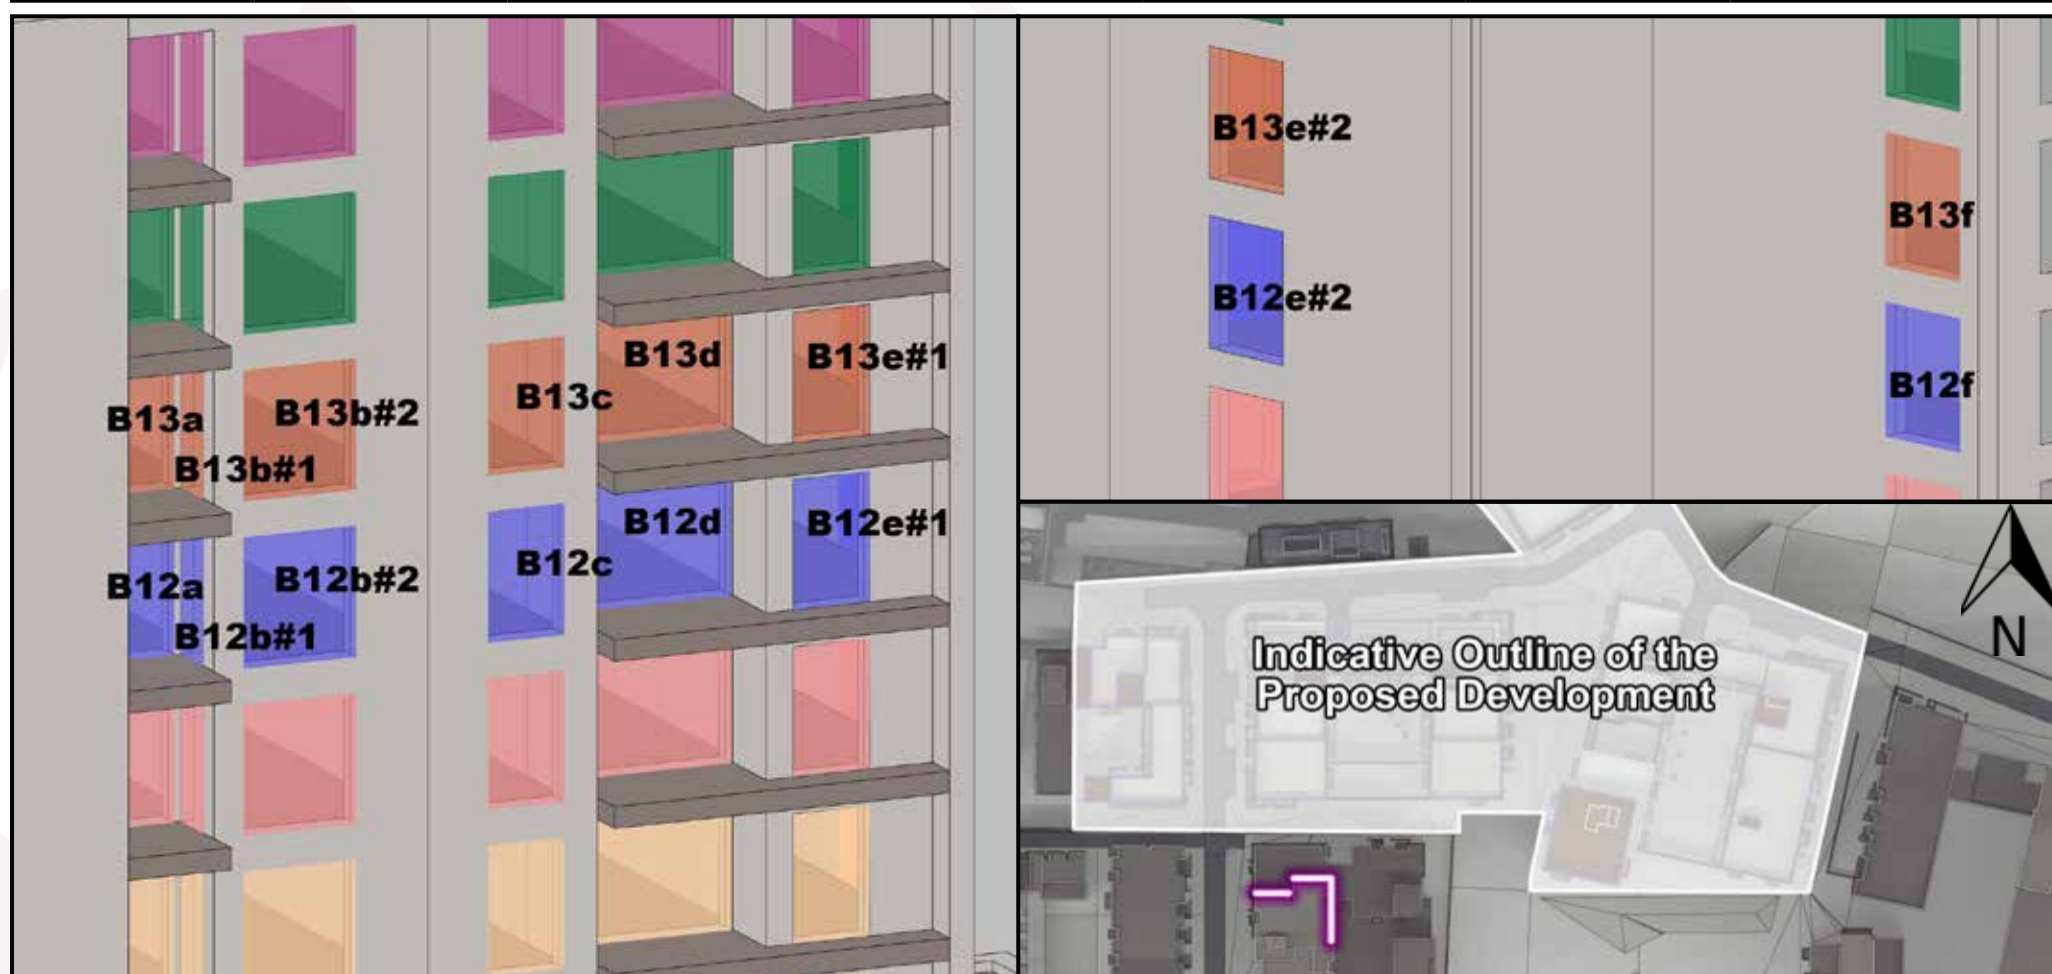 B13a
B13b#1
B13b#2
B13c
B13d
B13e#1
B12a
B12b#1
B12b#2
B12c
B12d
B12e#1
B13e#2
B13f
B12e#2
B12f
Indicative Outline of the
Proposed Development
N